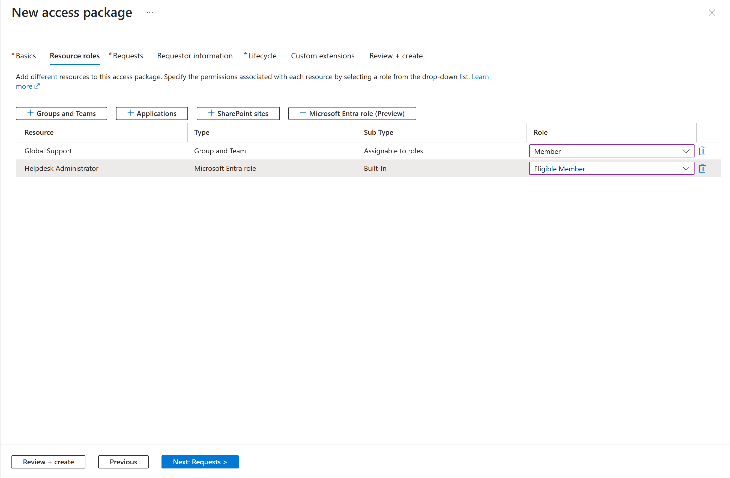 New access package ...
* Basics Resource roles * Requests Requestor information * Lifecycle Custom extensions Review + create
Add different resources to this access package. Specify the permissions associated with each resource by selecting a role from the drop-down list. Learn
more
+ Groups and Teams + Applications + SharePoint sites + Microsoft Entra role (Preview)
Resource Type Sub Type Role
Global Support Group and Team Assignable to roles Member
Helpdesk Administrator Microsoft Entra role Built-In Eligible Member
Review + create Previous Next: Requests >